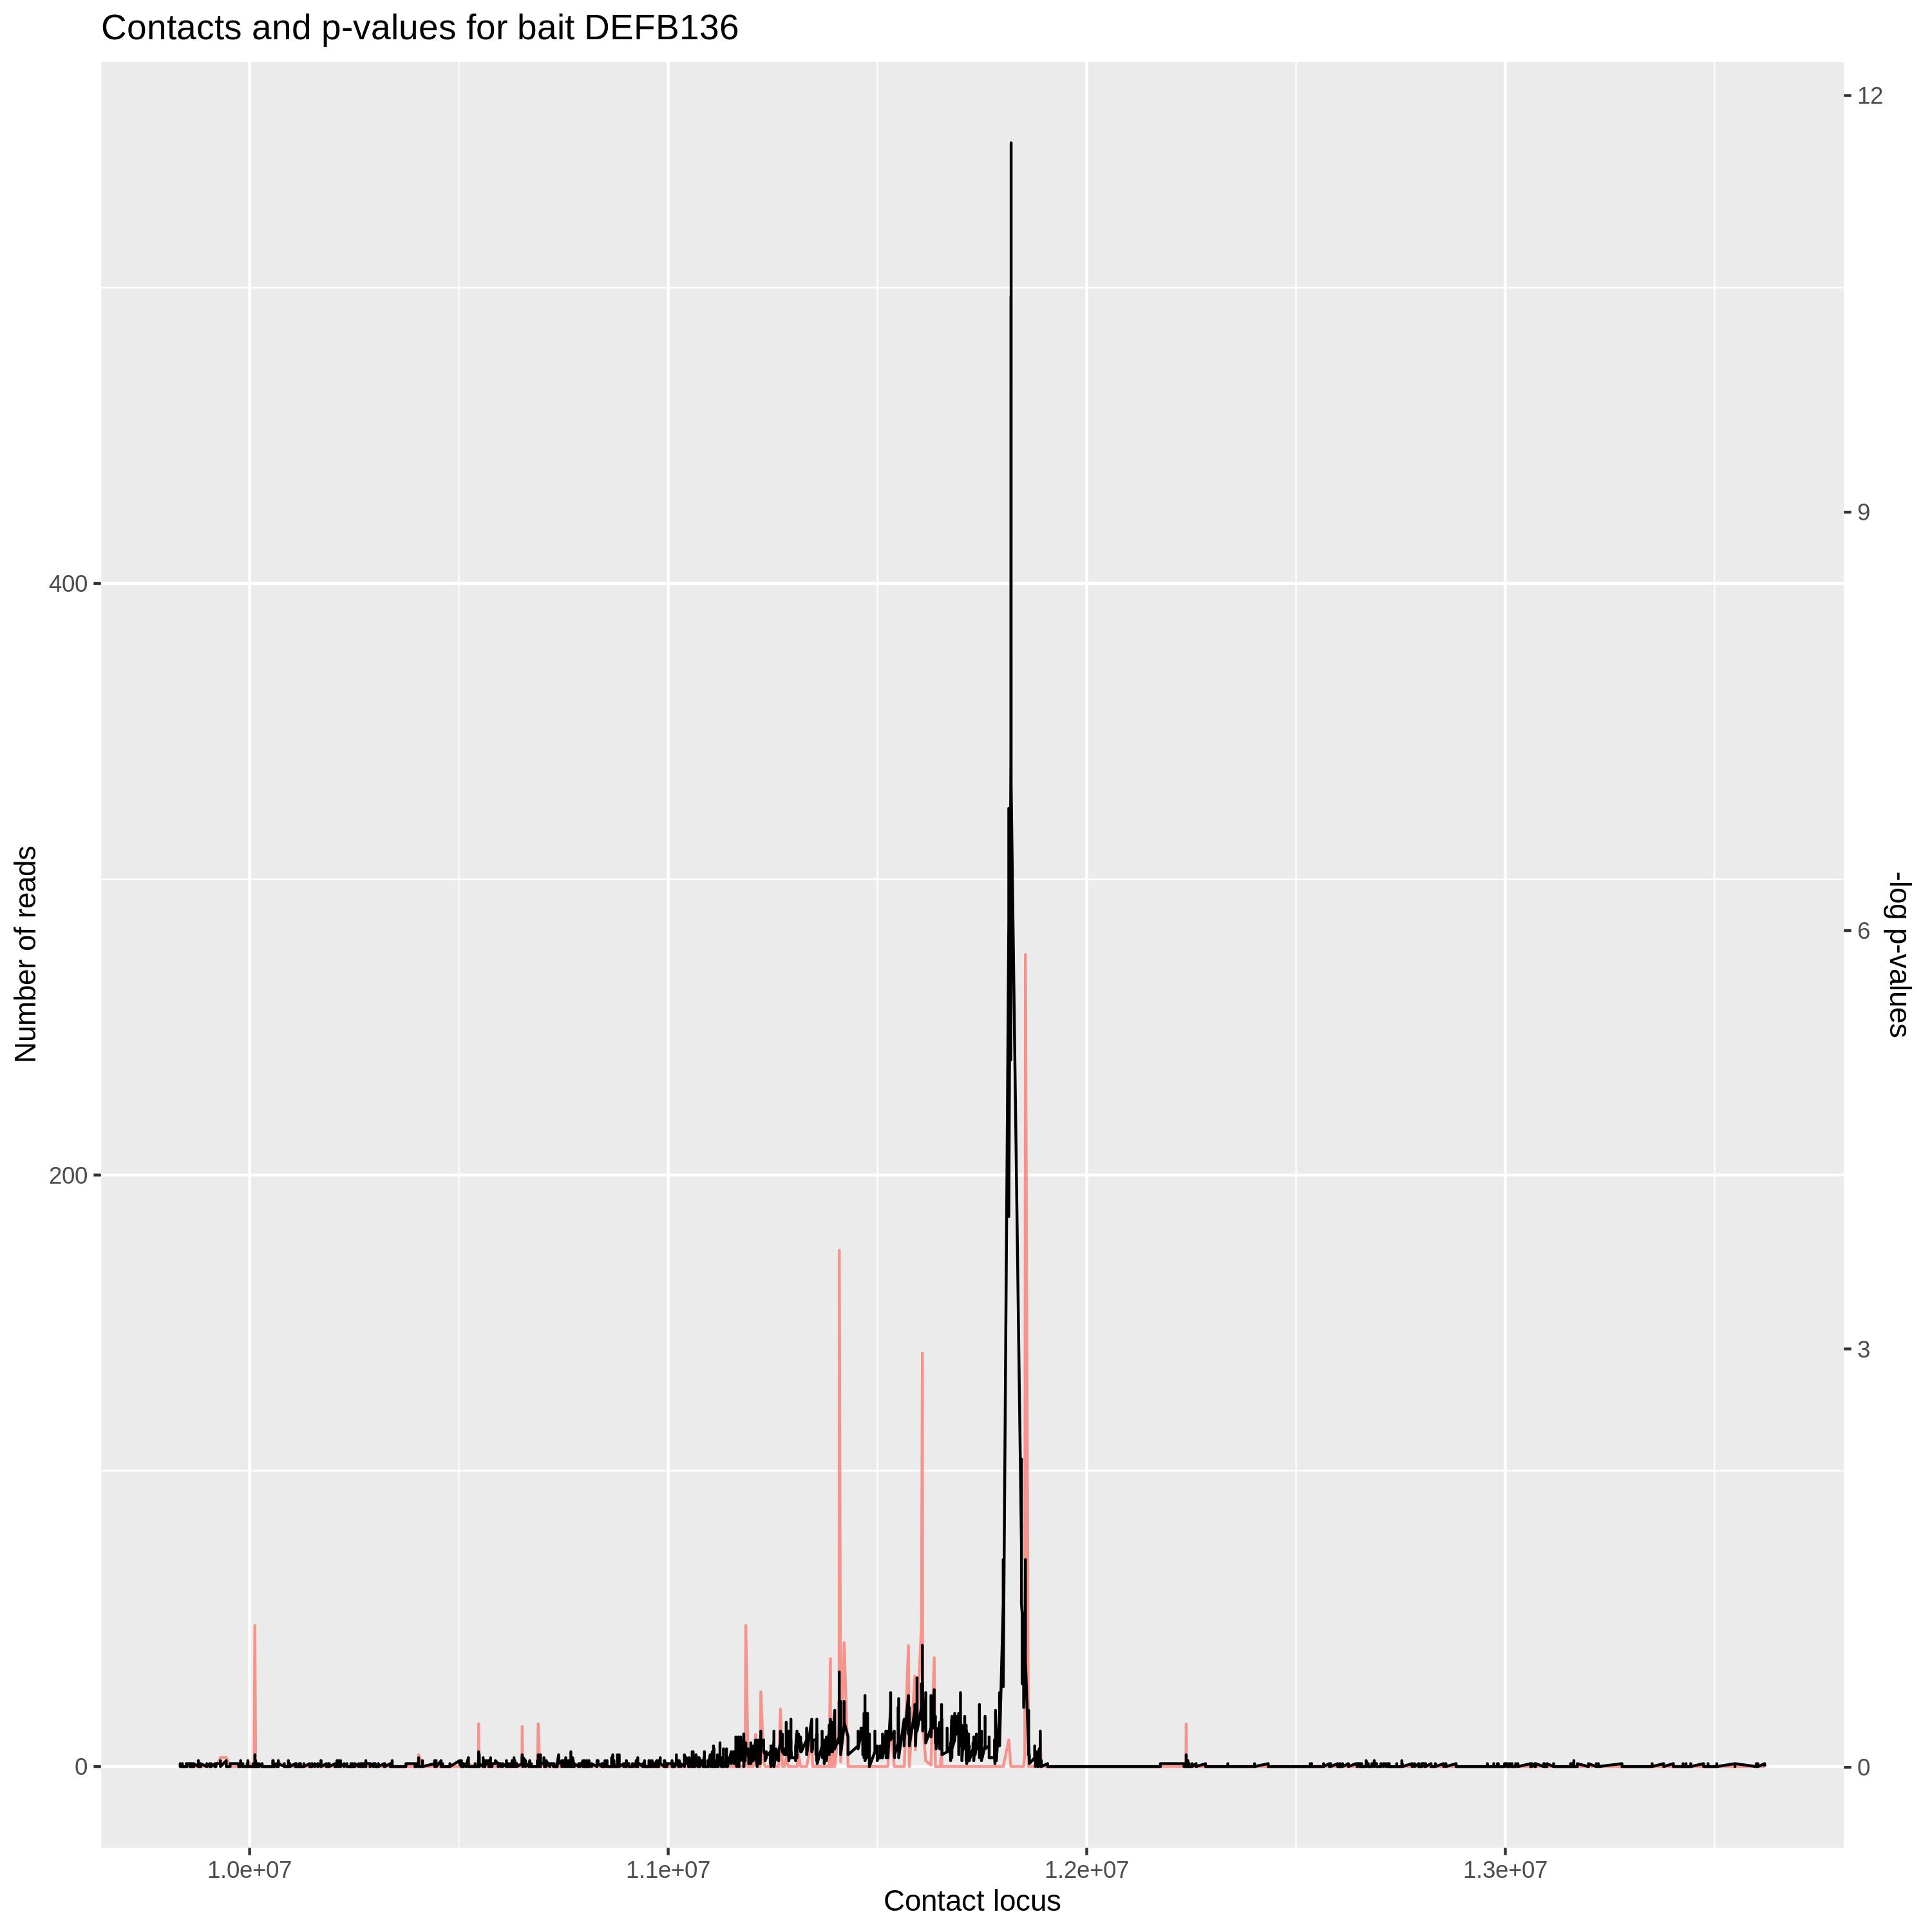 Contacts and p-values for bait DEFB136
12
9
400
6
Number of reads
-log p-values
3
200
0
0
1.0e+07
1.1e+07
1.2e+07
1.3e+07
Contact locus